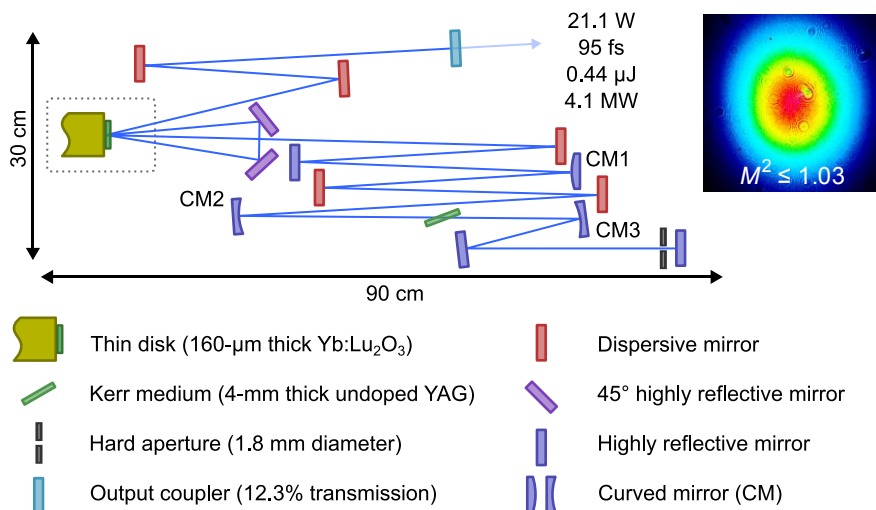 21.1 W
95 fs
0.44 µJ
4.1 MW
M² ≤ 1.03
30 cm
CM1
CM2
CM3
90 cm
Thin disk (160-µm thick Yb:Lu₂O₃)
Dispersive mirror
Kerr medium (4-mm thick undoped YAG)
45° highly reflective mirror
Hard aperture (1.8 mm diameter)
Highly reflective mirror
Output coupler (12.3% transmission)
Curved mirror (CM)